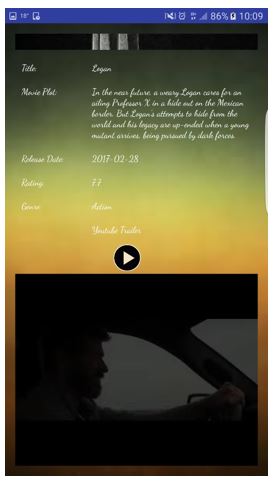 18° 86% 10:09
Title: Logan
Movie Plot: In the near future, a weary Logan cares for an
ailing Professor X in a hide out on the Mexican
border. But Logan's attempts to hide from the
world and his legacy are up-ended when a young
mutant arrives, being pursued by dark forces.
Release Date: 2017-02-28
Rating: 7.7
Genre: Action
Youtube Trailer